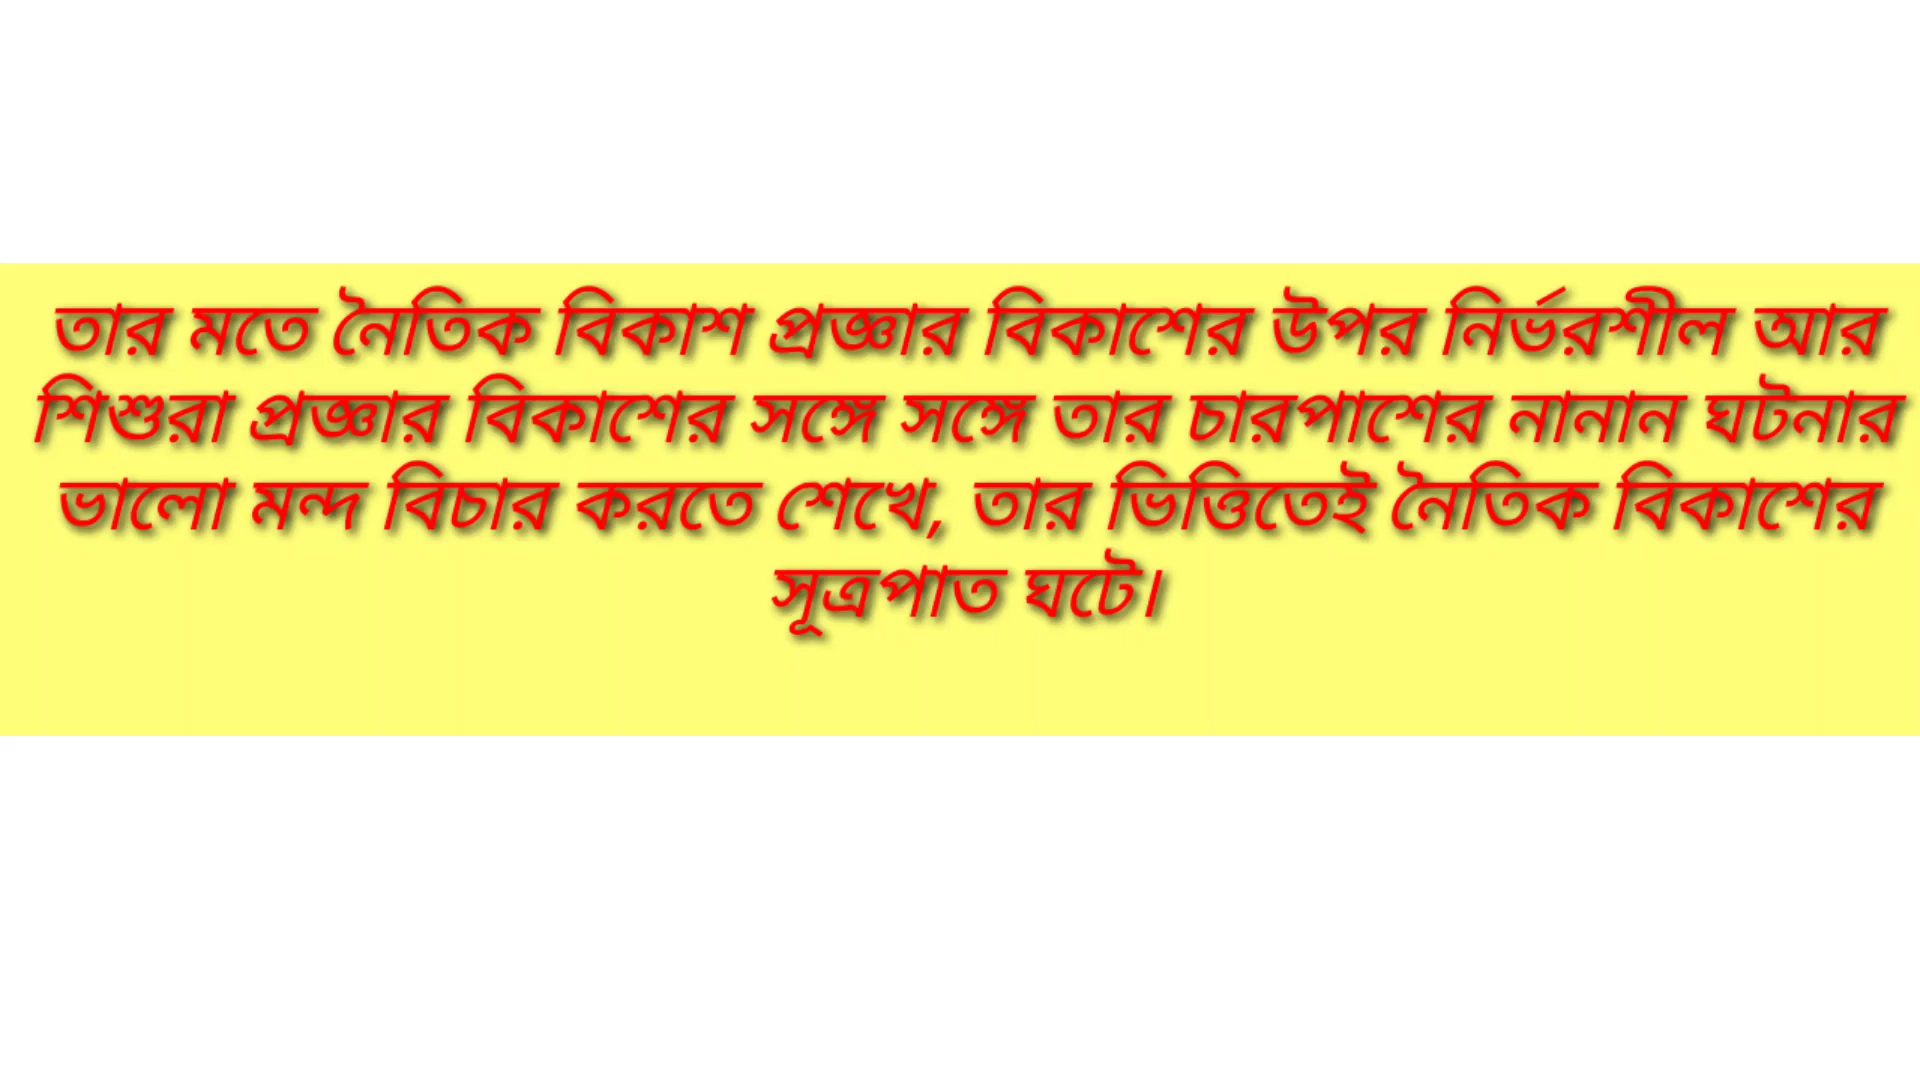 তার মতে নৈতিক বিকাশ প্রজ্ঞার বিকাশের উপর নির্ভরশীল আর
শিশুরা প্রজ্ঞার বিকাশের সঙ্গে সঙ্গে তার চারপাশের নানান ঘটনার
ভালো মন্দ বিচার করতে শেখে, তার ভিত্তিতেই নৈতিক বিকাশের
সূত্রপাত ঘটে।